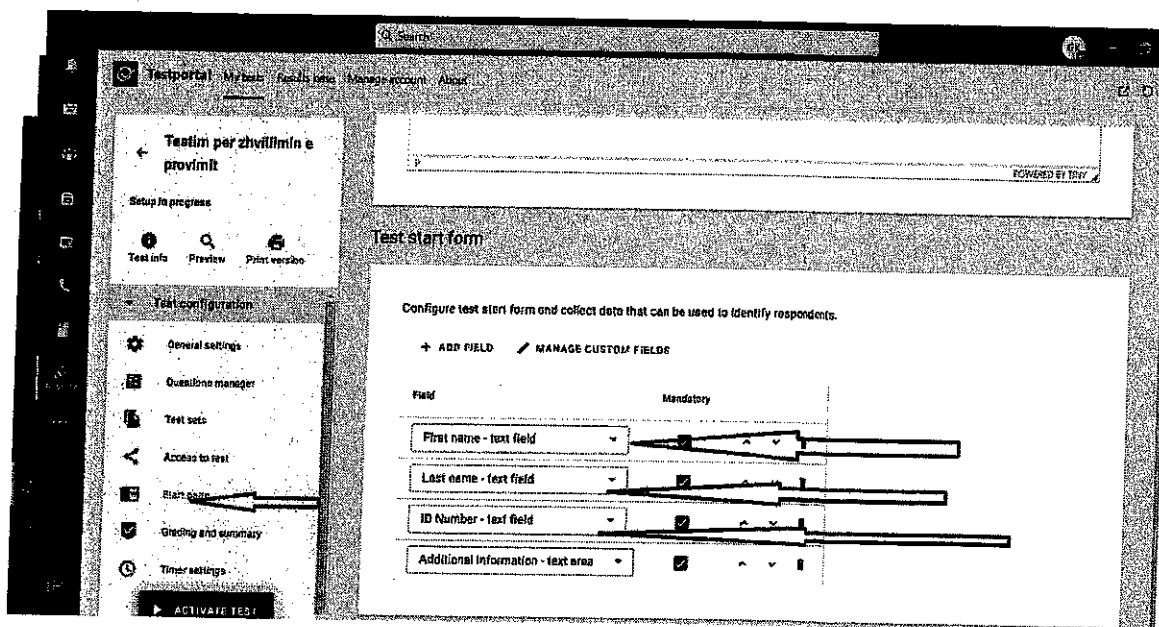 Search
Testportal My tests Results base Manage account About
Testim per zhvillimin e
provimit
Setup in progress
Test info Preview Print version
Test configuration
General settings
Questions manager
Test sets
Access to test
Start page
Grading and summary
Timer settings
ACTIVATE TEST
P
POWERED BY TINY
Test start form
Configure test start form and collect data that can be used to identify respondents.
+ ADD FIELD MANAGE CUSTOM FIELDS
Field Mandatory
First name - text field
Last name - text field
ID Number - text field
Additional information - text area